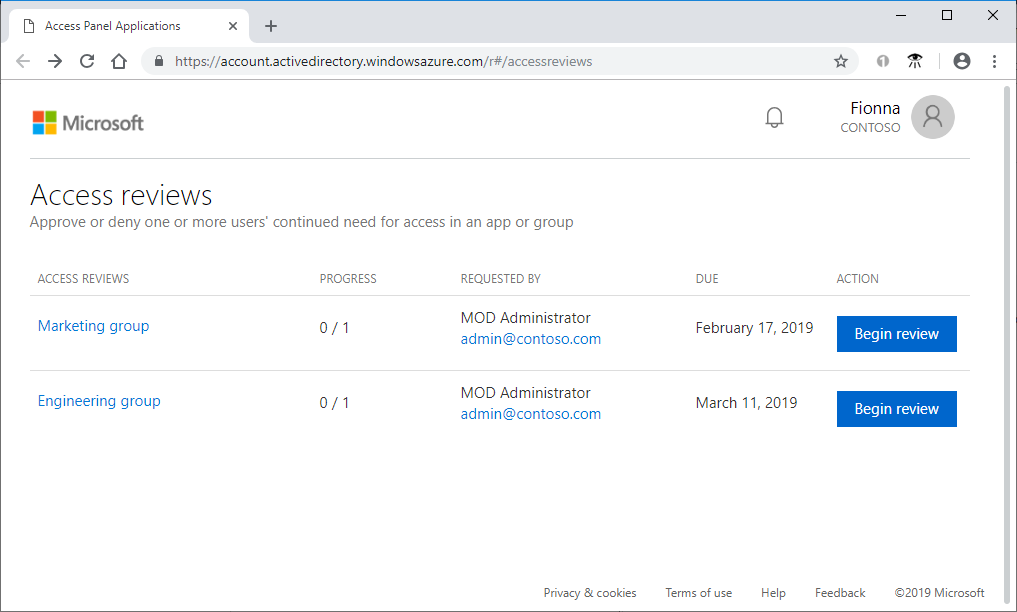 Access Panel Applications
https://account.activedirectory.windowsazure.com/r#/accessreviews
Microsoft
Fionna
CONTOSO
Access reviews
Approve or deny one or more users' continued need for access in an app or group
ACCESS REVIEWS PROGRESS REQUESTED BY DUE ACTION
Marketing group 0 / 1 MOD Administrator February 17, 2019 Begin review
admin@contoso.com
Engineering group 0 / 1 MOD Administrator March 11, 2019 Begin review
admin@contoso.com
Privacy & cookies Terms of use Help Feedback ©2019 Microsoft